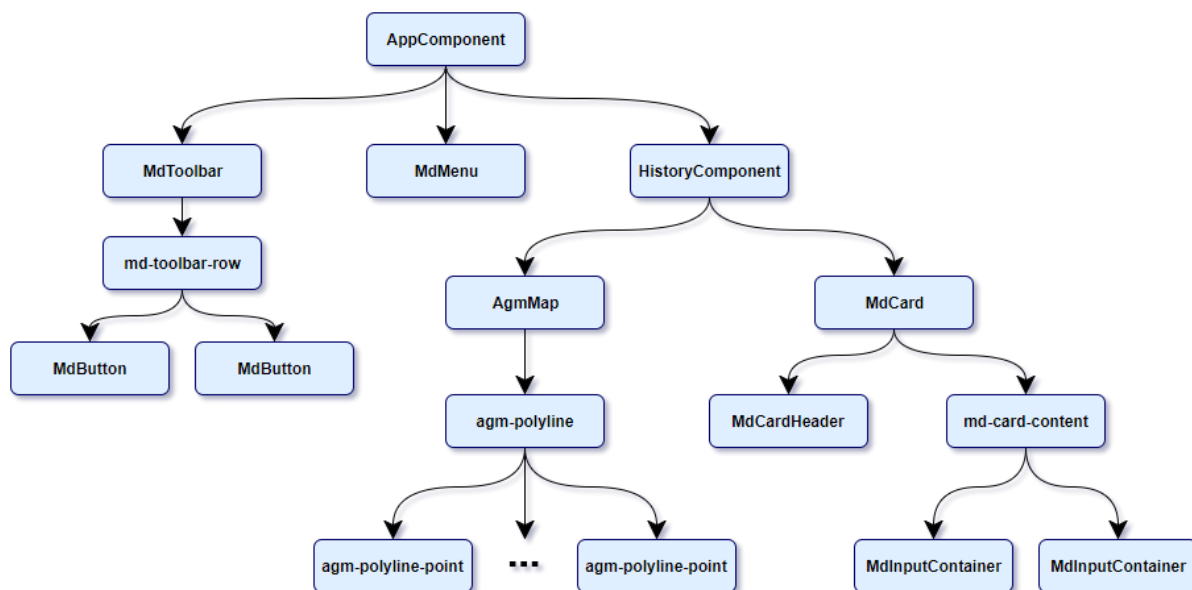 AppComponent
MdToolbar
MdMenu
HistoryComponent
md-toolbar-row
AgmMap
MdCard
MdButton
MdButton
agm-polyline
MdCardHeader
md-card-content
agm-polyline-point
...
agm-polyline-point
MdInputContainer
MdInputContainer